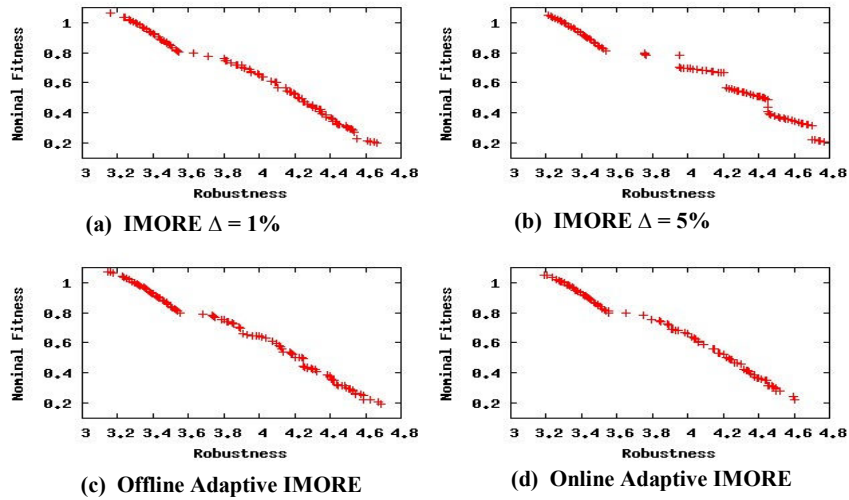 Nominal Fitness
1
0.8
0.6
0.4
0.2
3 3.2 3.4 3.6 3.8 4 4.2 4.4 4.6 4.8
Robustness
(a) IMORE Δ = 1%
Nominal Fitness
1
0.8
0.6
0.4
0.2
3 3.2 3.4 3.6 3.8 4 4.2 4.4 4.6 4.8
Robustness
(b) IMORE Δ = 5%
Nominal Fitness
1
0.8
0.6
0.4
0.2
3 3.2 3.4 3.6 3.8 4 4.2 4.4 4.6 4.8
Robustness
(c) Offline Adaptive IMORE
Nominal Fitness
1
0.8
0.6
0.4
0.2
3 3.2 3.4 3.6 3.8 4 4.2 4.4 4.6 4.8
Robustness
(d) Online Adaptive IMORE